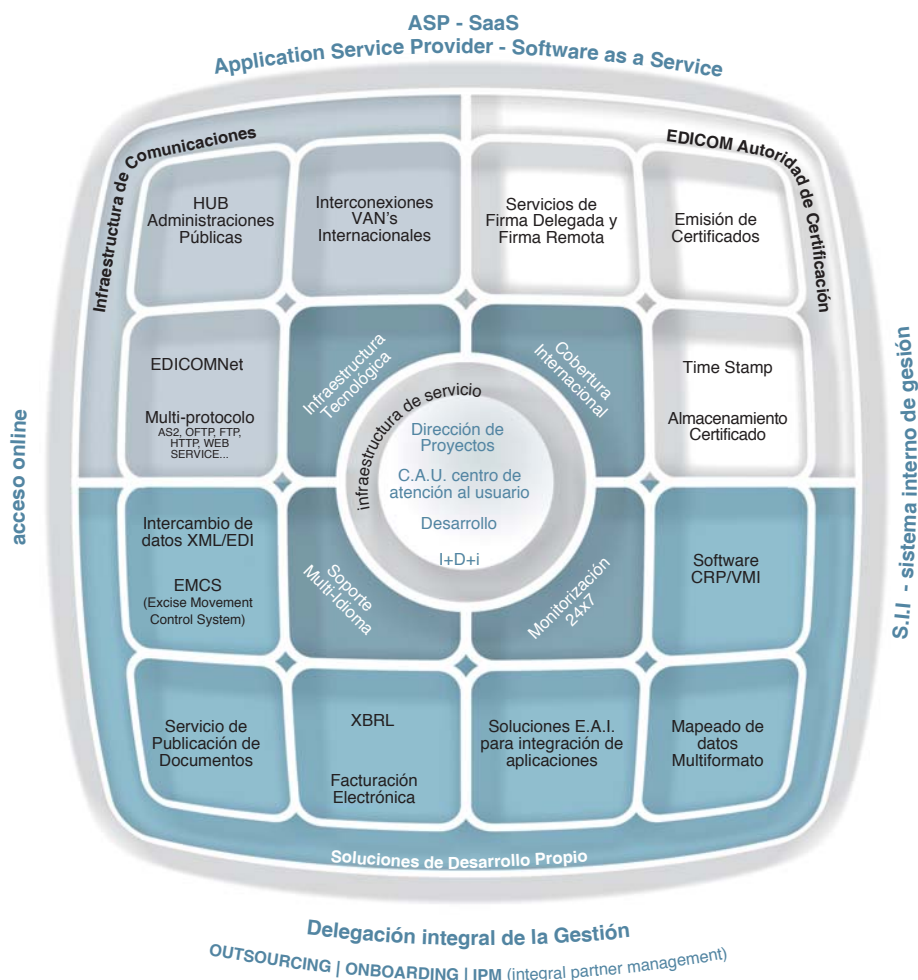 ASP - SaaS
Application Service Provider - Software as a Service
Infraestructura de Comunicaciones
EDICOM Autoridad de Certificación
HUB
Administraciones
Públicas
Interconexiones
VAN's
Internacionales
Servicios de
Firma Delegada y
Firma Remota
Emisión de
Certificados
EDICOMNet
Multi-protocolo
AS2, OFTP, FTP,
HTTP, WEB
SERVICE...
Infraestructura
Tecnológica
Cobertura
Internacional
Time Stamp
Almacenamiento
Certificado
infraestructura de servicio
Dirección de
Proyectos
C.A.U. centro de
atención al usuario
Desarrollo
I+D+i
acceso online
S.I.I - sistema interno de gesión
Intercambio de
datos XML/EDI
EMCS
(Excise Movement
Control System)
Soporte
Multi-Idioma
Monitorización
24x7
Software
CRP/VMI
Servicio de
Publicación de
Documentos
XBRL
Facturación
Electrónica
Soluciones E.A.I.
para integración de
aplicaciones
Mapeado de
datos
Multiformato
Soluciones de Desarrollo Propio
Delegación integral de la Gestión
OUTSOURCING | ONBOARDING | IPM (integral partner management)